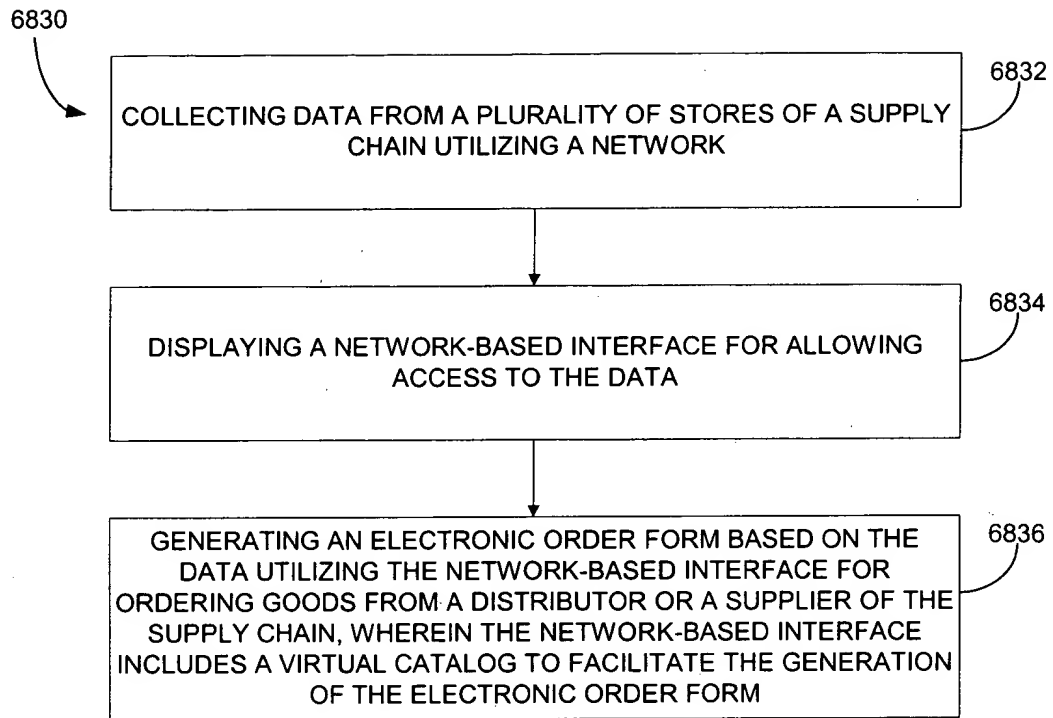 6830
6832
COLLECTING DATA FROM A PLURALITY OF STORES OF A SUPPLY
CHAIN UTILIZING A NETWORK
6834
DISPLAYING A NETWORK-BASED INTERFACE FOR ALLOWING
ACCESS TO THE DATA
6836
GENERATING AN ELECTRONIC ORDER FORM BASED ON THE
DATA UTILIZING THE NETWORK-BASED INTERFACE FOR
ORDERING GOODS FROM A DISTRIBUTOR OR A SUPPLIER OF THE
SUPPLY CHAIN, WHEREIN THE NETWORK-BASED INTERFACE
INCLUDES A VIRTUAL CATALOG TO FACILITATE THE GENERATION
OF THE ELECTRONIC ORDER FORM